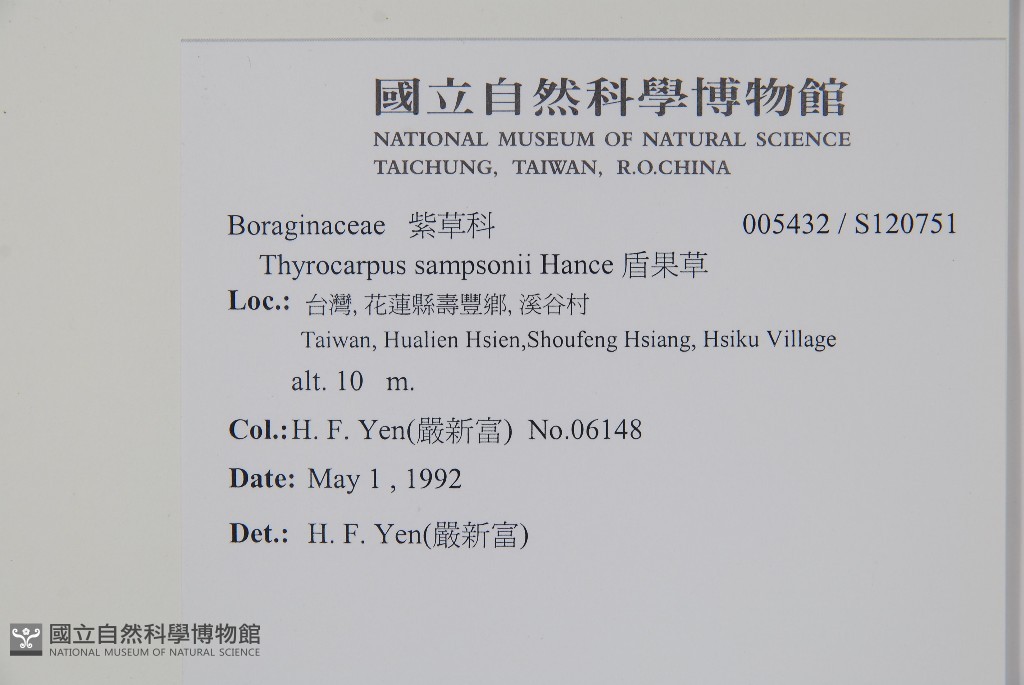 國立自然科學博物館
NATIONAL MUSEUM OF NATURAL SCIENCE
TAICHUNG, TAIWAN, R.O.CHINA
Boraginaceae 紫草科 005432 / S120751
Thyrocarpus sampsonii Hance 盾果草
Loc.: 台灣, 花蓮縣壽豐鄉, 溪谷村
Taiwan, Hualien Hsien,Shoufeng Hsiang, Hsiku Village
alt. 10 m.
Col.: H. F. Yen(嚴新富) No.06148
Date: May 1 , 1992
Det.: H. F. Yen(嚴新富)
國立自然科學博物館
NATIONAL MUSEUM OF NATURAL SCIENCE